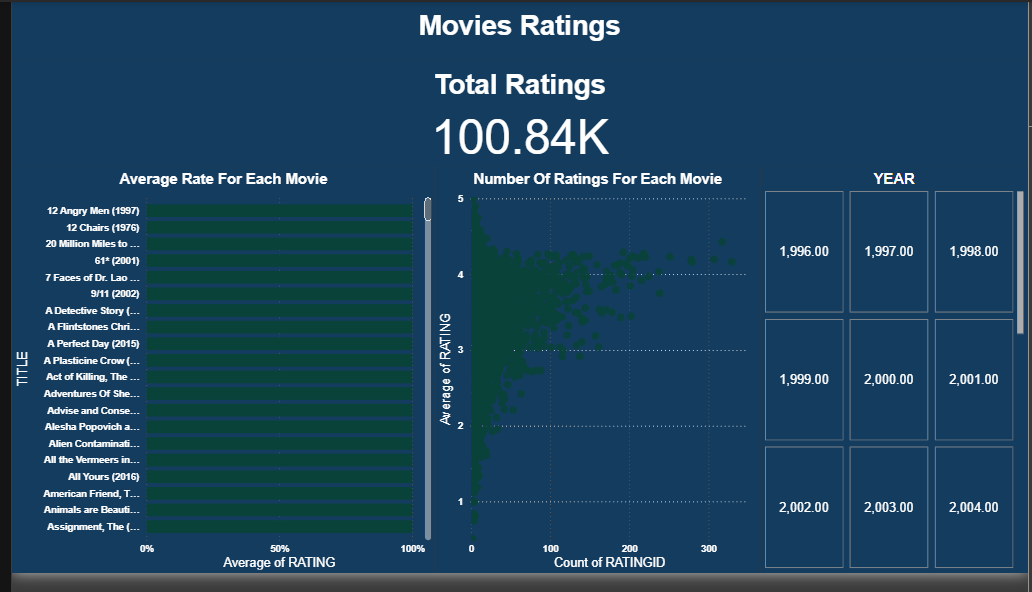 Movies Ratings
Total Ratings
100.84K
Average Rate For Each Movie
TITLE
12 Angry Men (1997)
12 Chairs (1976)
20 Million Miles to ...
61* (2001)
7 Faces of Dr. Lao ...
9/11 (2002)
A Detective Story (...
A Flintstones Chri...
A Perfect Day (2015)
A Plasticine Crow (...
Act of Killing, The ...
Adventures Of She...
Advise and Conse...
Alesha Popovich a...
Alien Contaminati...
All the Vermeers in...
All Yours (2016)
American Friend, T...
Animals are Beauti...
Assignment, The (...
0% 50% 100%
Average of RATING
Number Of Ratings For Each Movie
Average of RATING
5
4
3
2
1
0 100 200 300
Count of RATINGID
YEAR
1,996.00 1,997.00 1,998.00
1,999.00 2,000.00 2,001.00
2,002.00 2,003.00 2,004.00